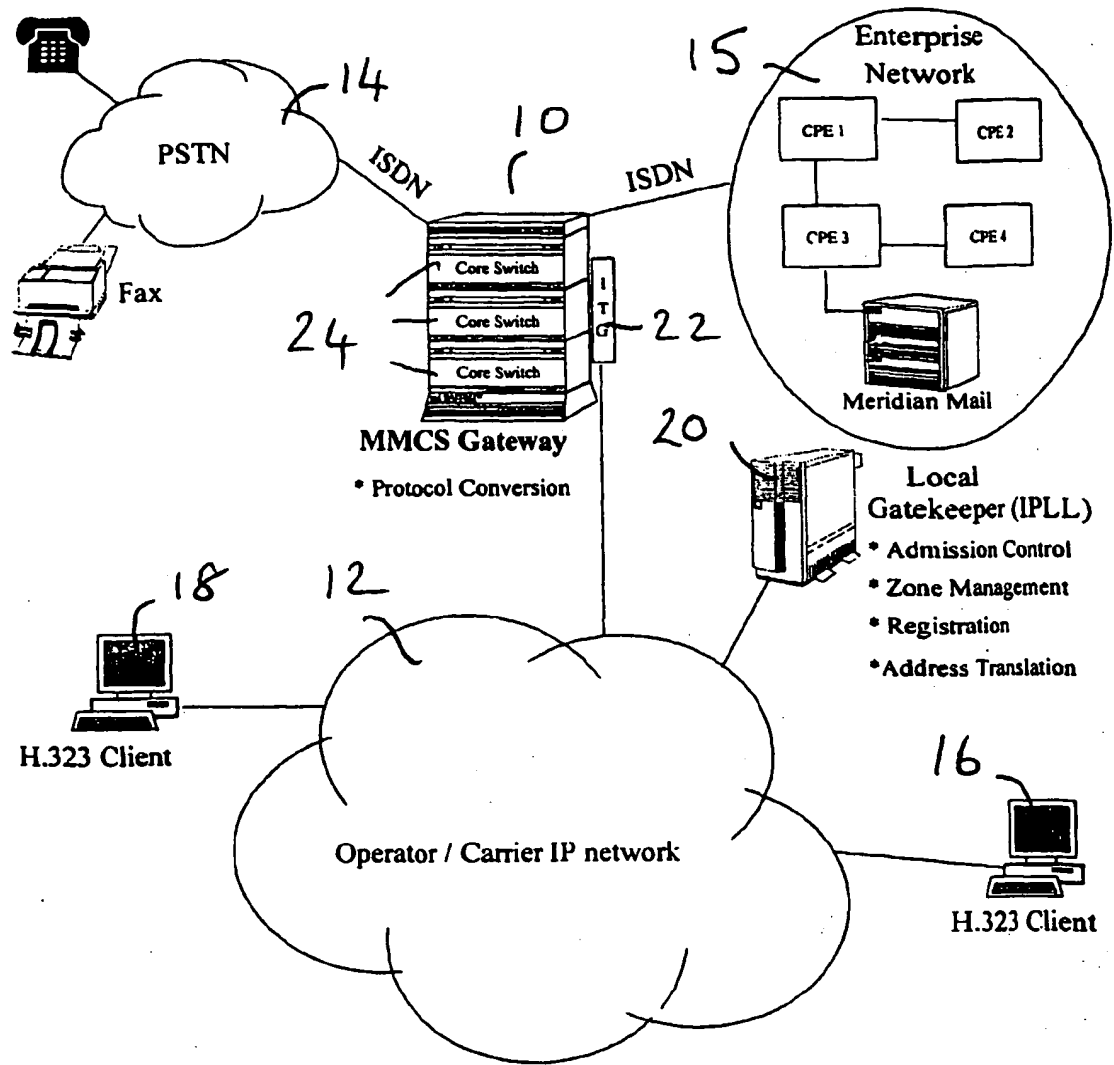 14
PSTN
ISDN
Fax
10
ISDN
15
Enterprise
Network
CPE 1
CPE 2
CPE 3
CPE 4
Meridian Mail
Core Switch
Core Switch
Core Switch
24
I
T
G
22
MMCS Gateway
* Protocol Conversion
20
Local
Gatekeeper (IPLL)
* Admission Control
* Zone Management
* Registration
*Address Translation
18
H.323 Client
12
Operator / Carrier IP network
16
H.323 Client